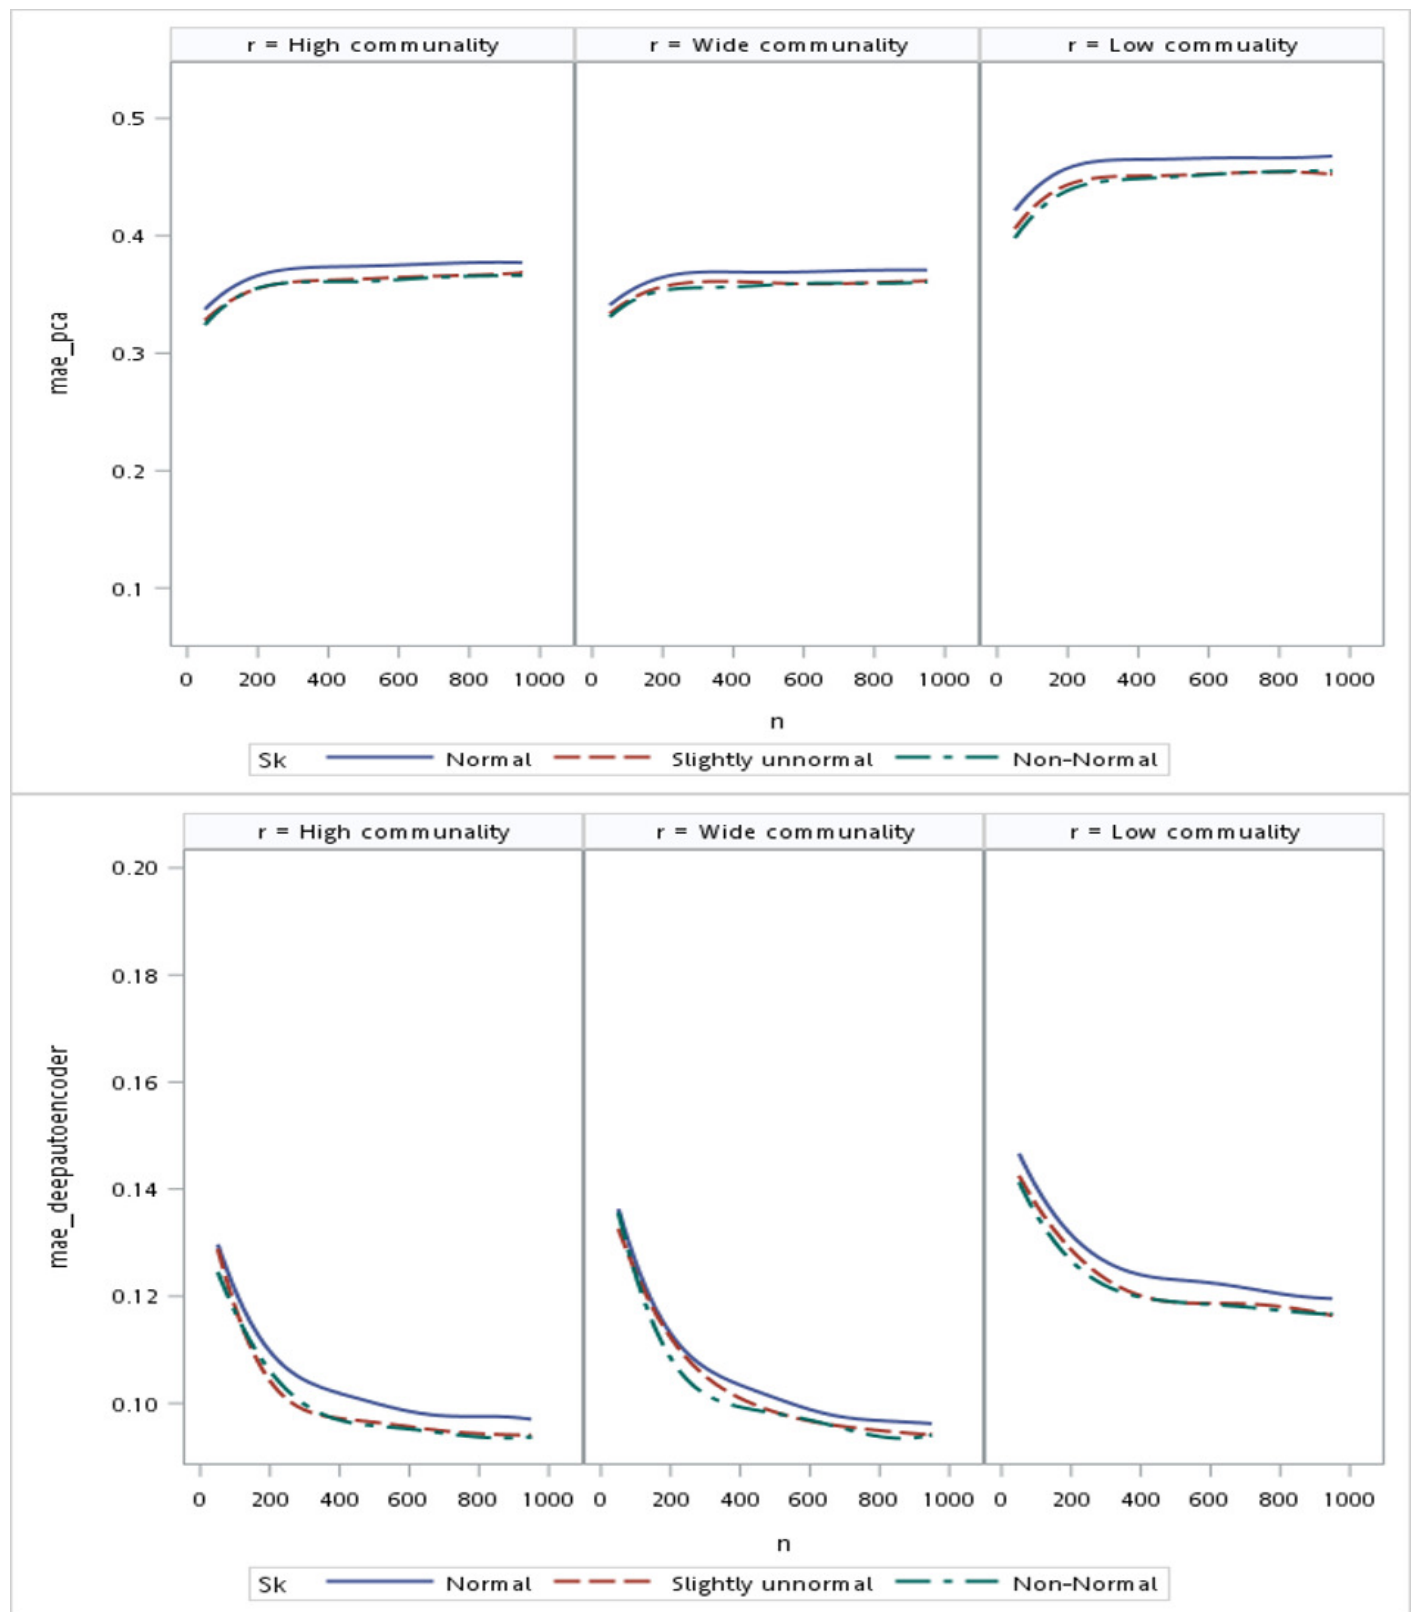 r = High communality r = Wide communality r = Low commuality
0.5
0.4
0.3
0.2
0.1
mae_pca
0 200 400 600 800 1000 0 200 400 600 800 1000 0 200 400 600 800 1000
n
Sk Normal Slightly unnormal Non-Normal
r = High communality r = Wide communality r = Low commuality
0.20
0.18
0.16
0.14
0.12
0.10
mae_deepautoencoder
0 200 400 600 800 1000 0 200 400 600 800 1000 0 200 400 600 800 1000
n
Sk Normal Slightly unnormal Non-Normal